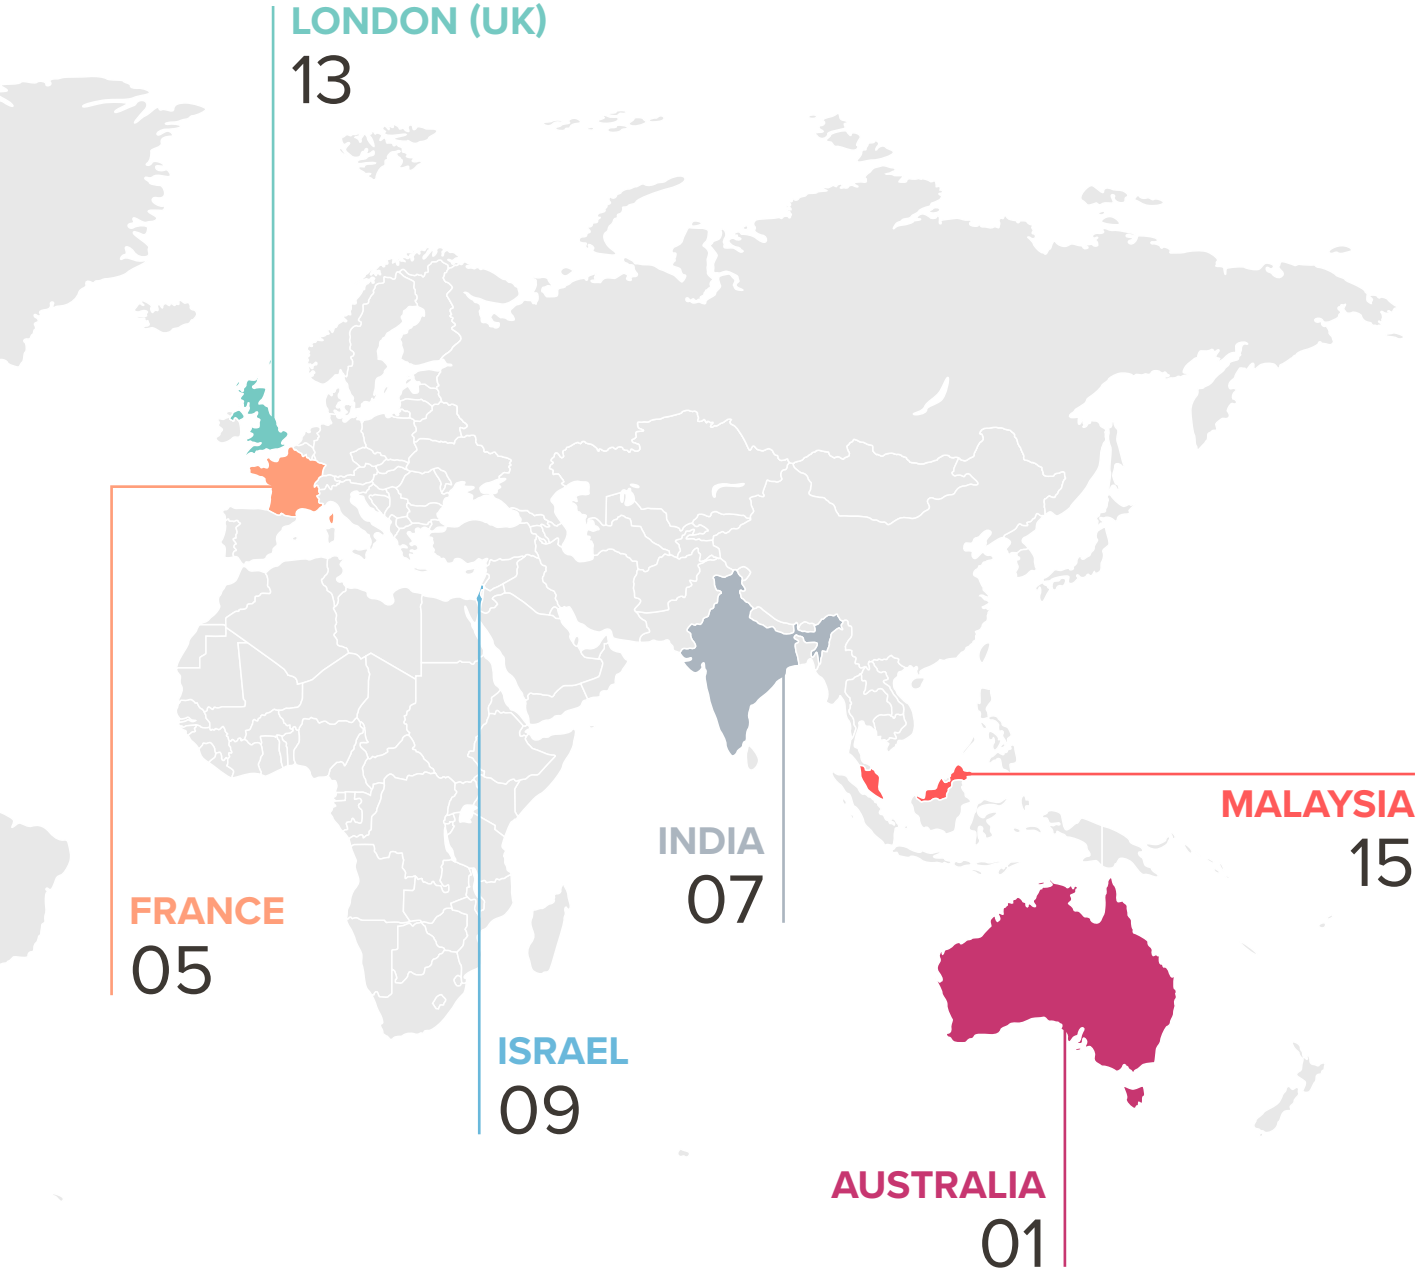 LONDON (UK)
13
MALAYSIA
15
INDIA
07
FRANCE
05
ISRAEL
09
AUSTRALIA
01